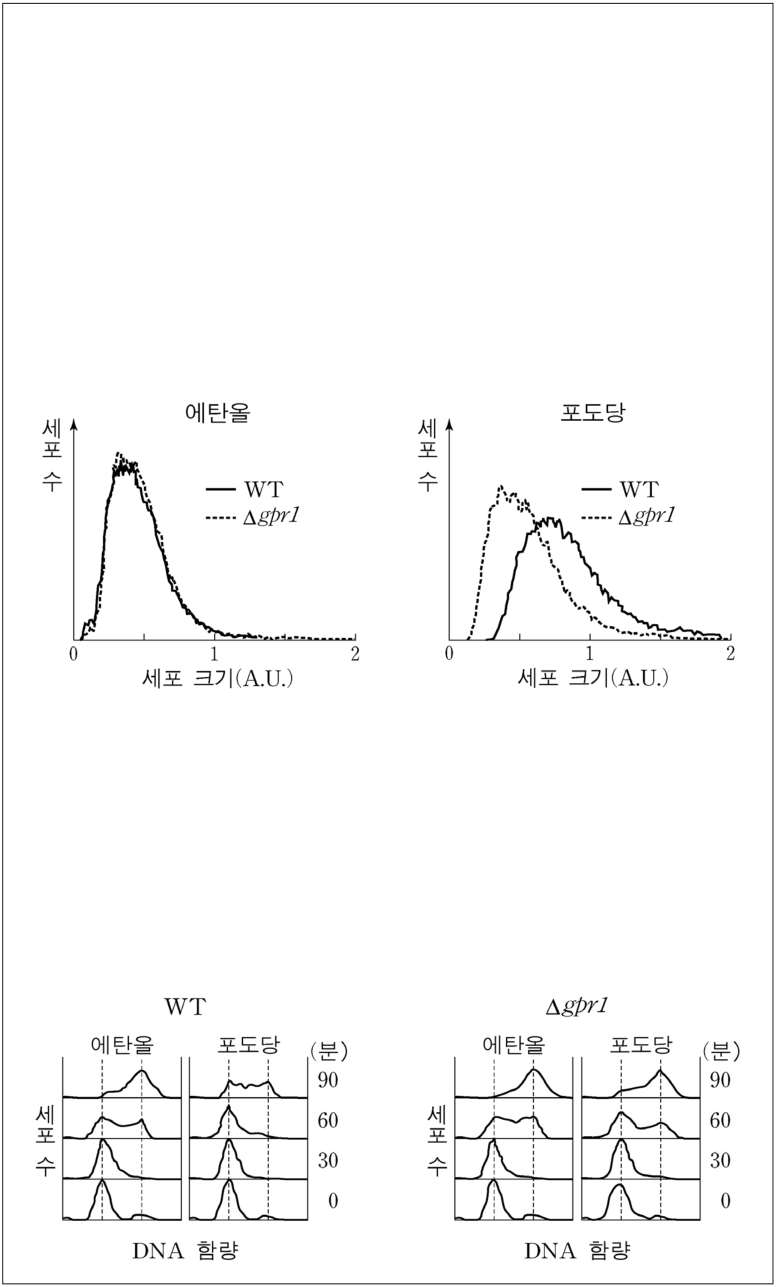 에탄올
세포 수
WT
Δgpr1
0 1 2
세포 크기(A.U.)
포도당
세포 수
WT
Δgpr1
0 1 2
세포 크기(A.U.)
WT
에탄올 포도당 (분)
90
60
30
0
세포 수
DNA 함량
Δgpr1
에탄올 포도당 (분)
90
60
30
0
세포 수
DNA 함량